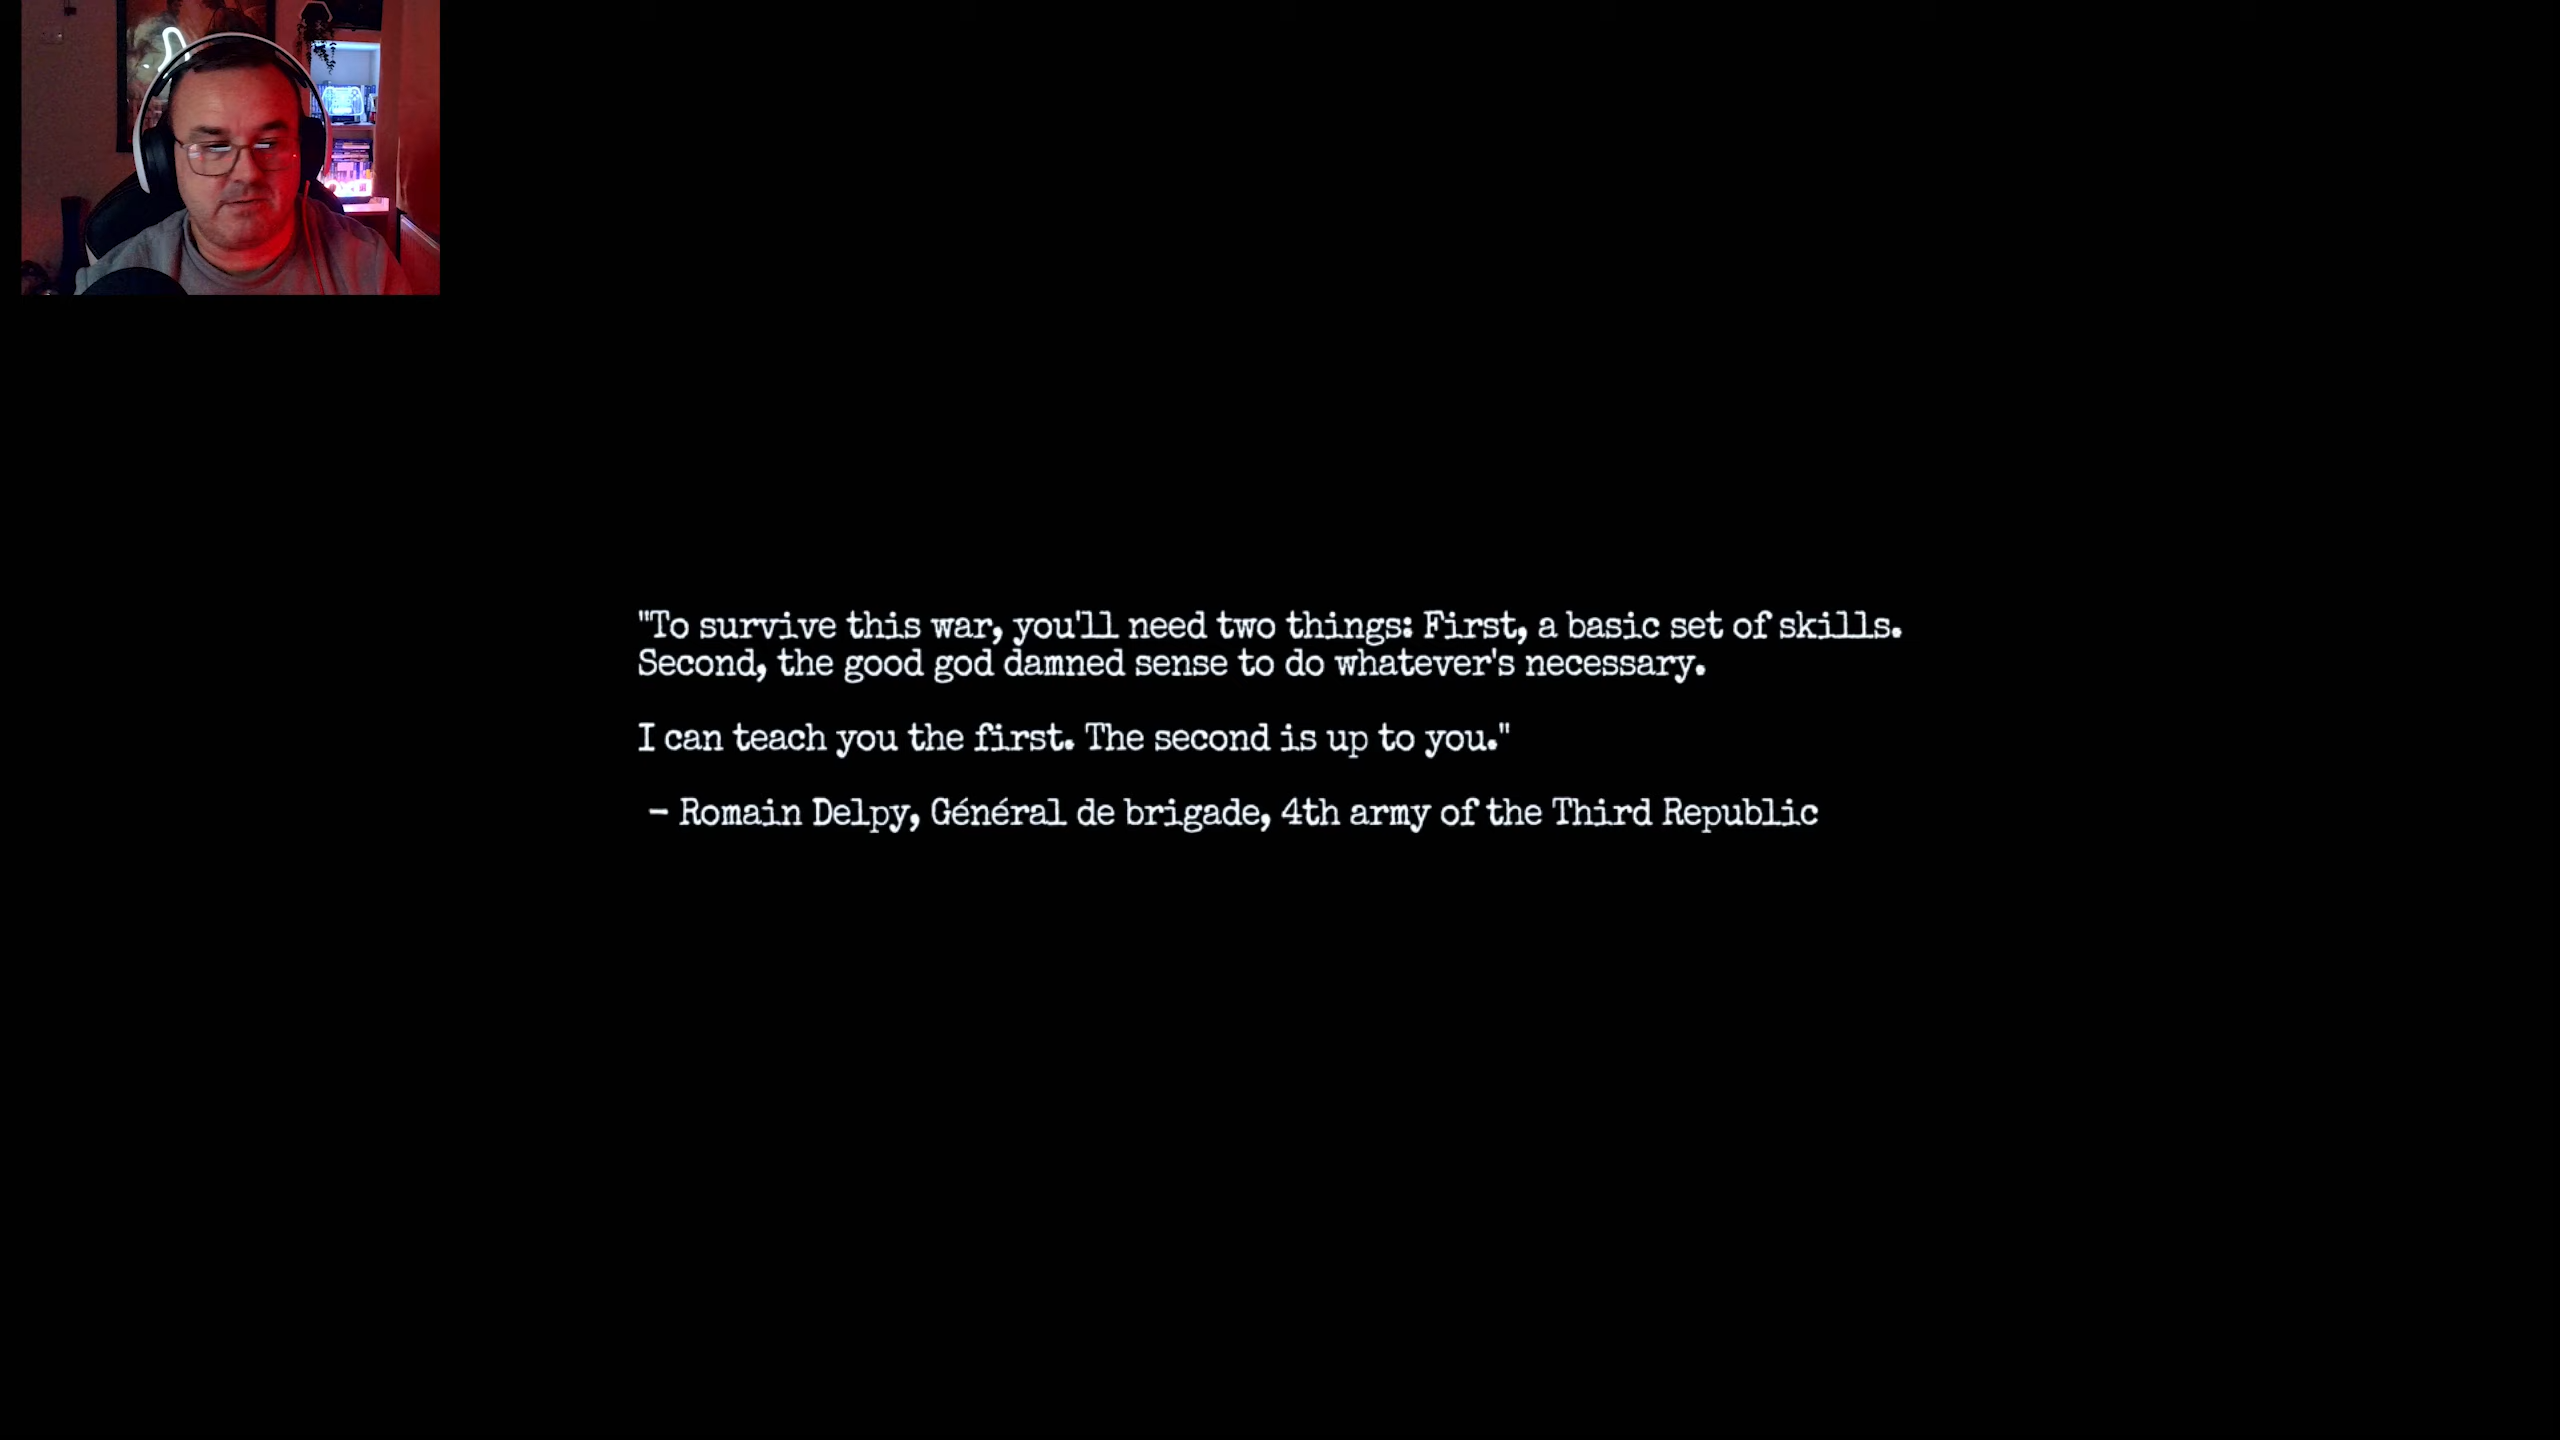 "To survive this war, you'll need two things: First, a basic set of skills.
Second, the good god damned sense to do whatever's necessary.
I can teach you the first. The second is up to you."
– Romain Delpy, Général de brigade, 4th army of the Third Republic